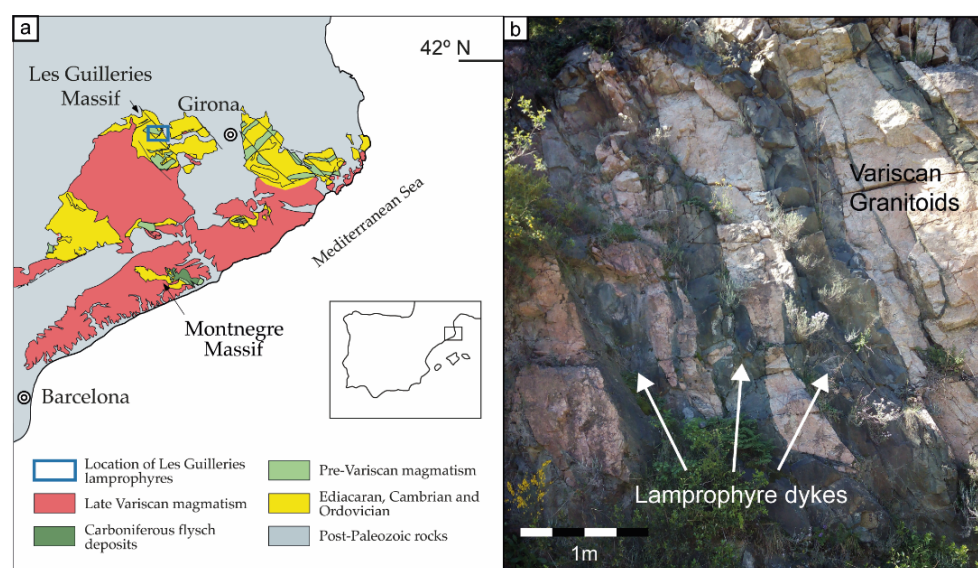 a
42º N
Les Guilleries
Massif
Girona
Mediterranean Sea
Montnegre
Massif
Barcelona
Location of Les Guilleries
lamprophyres
Late Variscan magmatism
Carboniferous flysch
deposits
Pre-Variscan magmatism
Ediacaran, Cambrian and
Ordovician
Post-Paleozoic rocks
b
Variscan
Granitoids
Lamprophyre dykes
1m